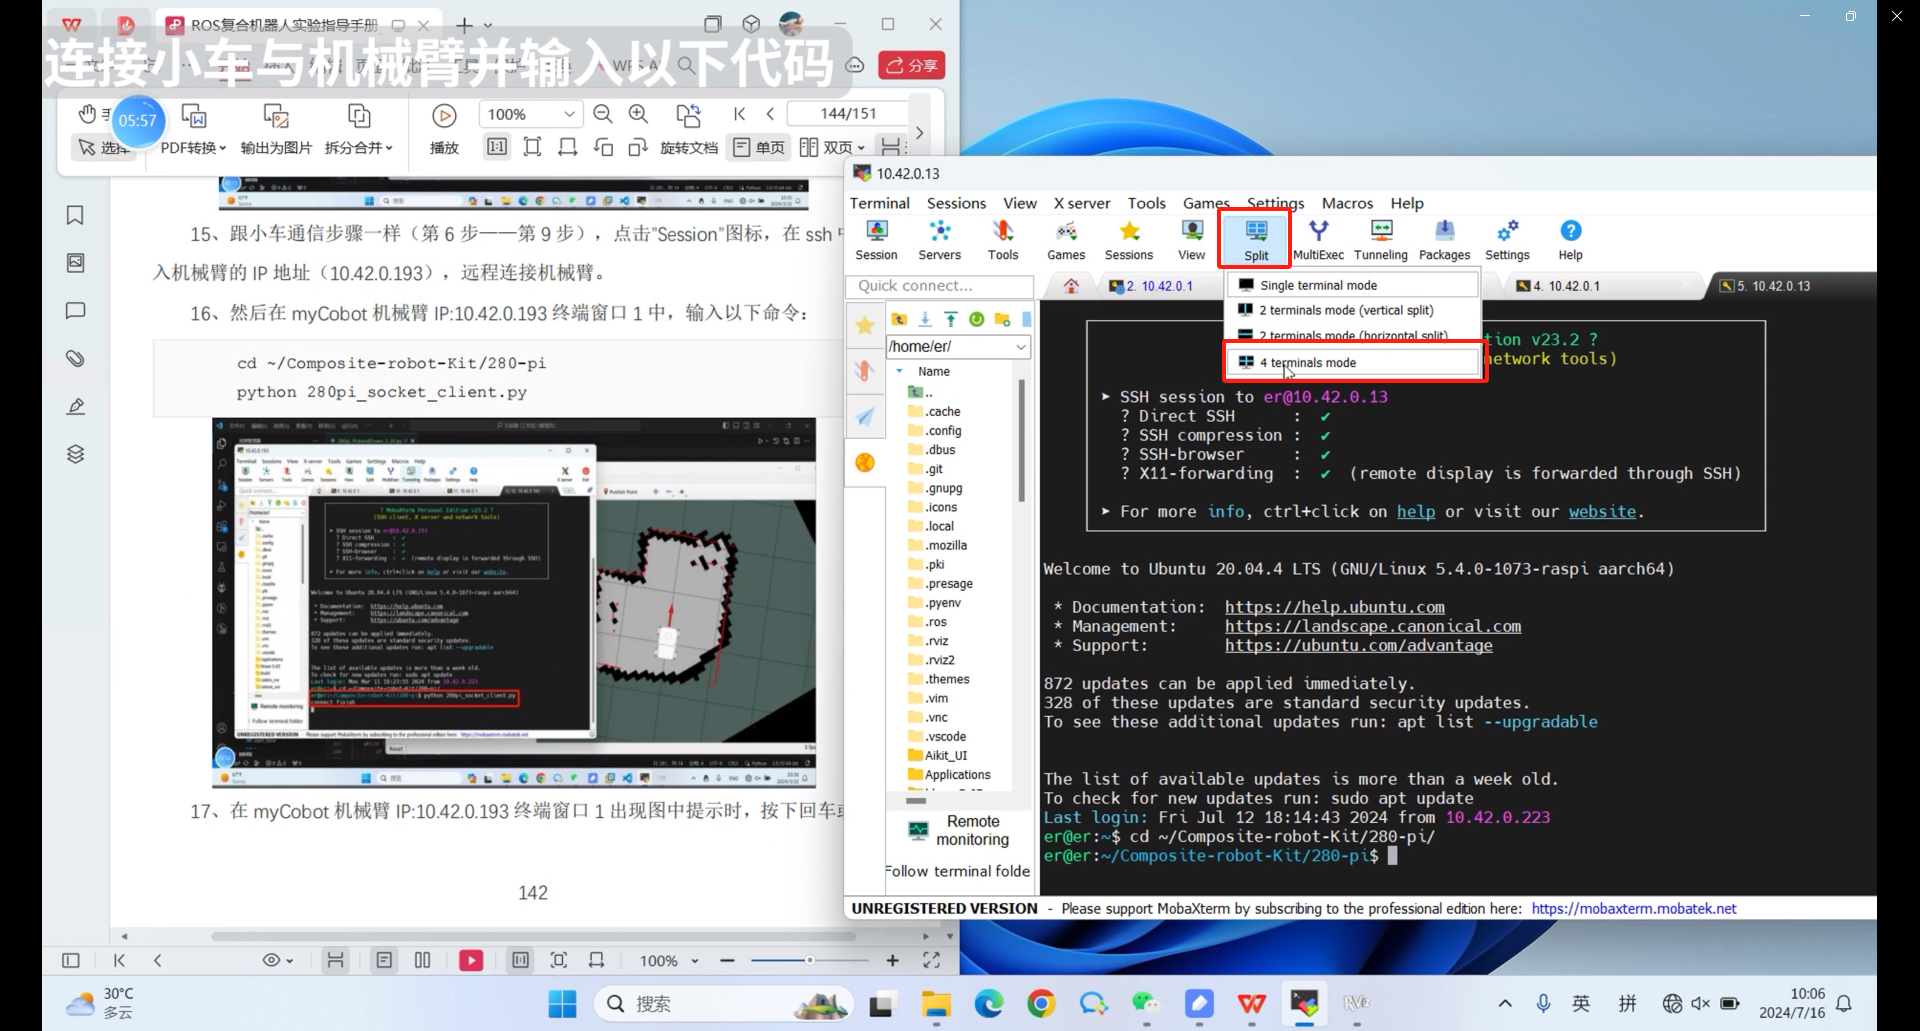 ROS复合机器人实验指导手册
连接小车与机械臂并输入以下代码
分享
05:57
100%
144/151
选择
PDF转换
输出为图片
拆分合并
播放
旋转文档
单页
双页
15、跟小车通信步骤一样（第 6 步——第 9 步），点击"Session"图标，在 ssh
入机械臂的 IP 地址（10.42.0.193），远程连接机械臂。
16、然后在 myCobot 机械臂 IP:10.42.0.193 终端窗口 1 中，输入以下命令：
cd ~/Composite-robot-Kit/280-pi
python 280pi_socket_client.py
17、在 myCobot 机械臂 IP:10.42.0.193 终端窗口 1 出现图中提示时，按下回车
142
100%
10.42.0.13
Terminal Sessions View X server Tools Games Settings Macros Help
Session Servers Tools Games Sessions View Split MultiExec Tunneling Packages Settings Help
Quick connect...
2. 10.42.0.1
4. 10.42.0.1
5. 10.42.0.13
Single terminal mode
2 terminals mode (vertical split)
2 terminals mode (horizontal split)
4 terminals mode
/home/er/
Name
..
.cache
.config
.dbus
.git
.gnupg
.icons
.local
.mozilla
.pki
.presage
.pyenv
.ros
.rviz
.rviz2
.themes
.vim
.vnc
.vscode
Aikit_UI
Applications
Remote
monitoring
Follow terminal folde
tion v23.2 ?
network tools)
➤ SSH session to er@10.42.0.13
? Direct SSH : ✔
? SSH compression : ✔
? SSH-browser : ✔
? X11-forwarding : ✔ (remote display is forwarded through SSH)
➤ For more info, ctrl+click on help or visit our website.
Welcome to Ubuntu 20.04.4 LTS (GNU/Linux 5.4.0-1073-raspi aarch64)
* Documentation: https://help.ubuntu.com
* Management: https://landscape.canonical.com
* Support: https://ubuntu.com/advantage
872 updates can be applied immediately.
328 of these updates are standard security updates.
To see these additional updates run: apt list --upgradable
The list of available updates is more than a week old.
To check for new updates run: sudo apt update
Last login: Fri Jul 12 18:14:43 2024 from 10.42.0.223
er@er:~$ cd ~/Composite-robot-Kit/280-pi/
er@er:~/Composite-robot-Kit/280-pi$
UNREGISTERED VERSION - Please support MobaXterm by subscribing to the professional edition here: https://mobaxterm.mobatek.net
30°C
多云
搜索
英
拼
10:06
2024/7/16